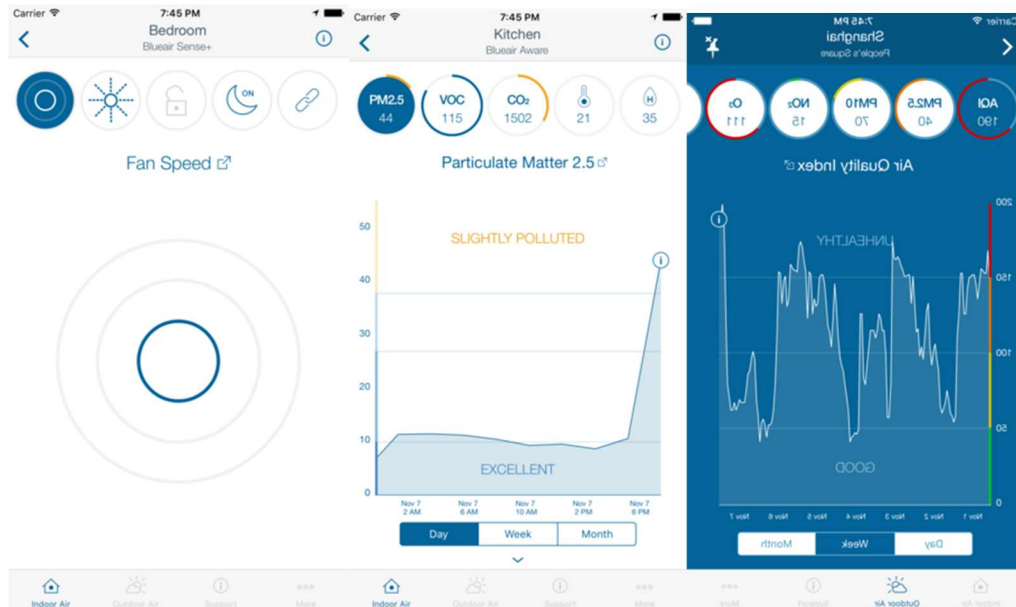 Carrier 7:45 PM
Bedroom
Blueair Sense+
ON
Fan Speed
Indoor Air Outdoor Air Support More
Carrier 7:45 PM
Kitchen
Blueair Aware
PM2.5 VOC CO₂ H
44 115 1502 21 35
Particulate Matter 2.5
50
SLIGHTLY POLLUTED
40
30
20
10
EXCELLENT
0
Nov 7 Nov 7 Nov 7 Nov 7 Nov 7
2 AM 6 AM 10 AM 2 PM 6 PM
Day Week Month
Indoor Air Outdoor Air Support More
Carrier 7:45 PM
Shanghai
People's Square
AQI PM2.5 PM10 NO₂ O₃
190 40 70 15 111
Air Quality Index
200
UNHEALTHY
150
100
50
GOOD
0
Nov 1 Nov 2 Nov 3 Nov 4 Nov 5 Nov 6 Nov 7
Day Week Month
Indoor Air Outdoor Air Support More